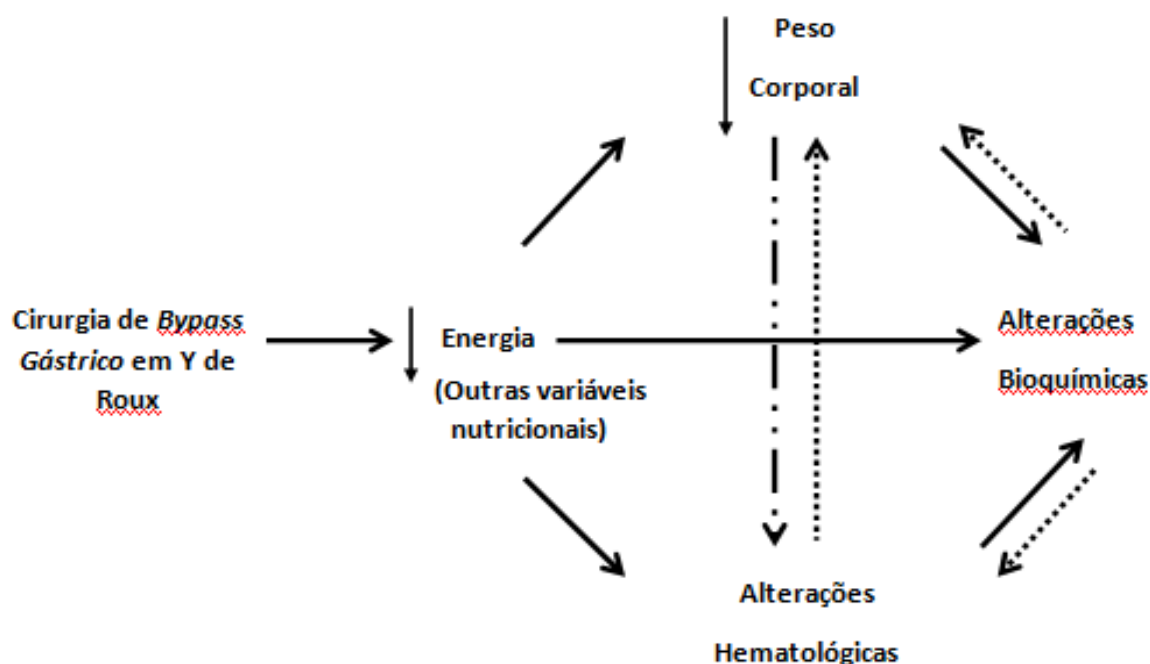 Peso
Corporal
Cirurgia de Bypass
Gástrico em Y de
Roux
Energia
(Outras variáveis
nutricionais)
Alterações
Bioquímicas
Alterações
Hematológicas